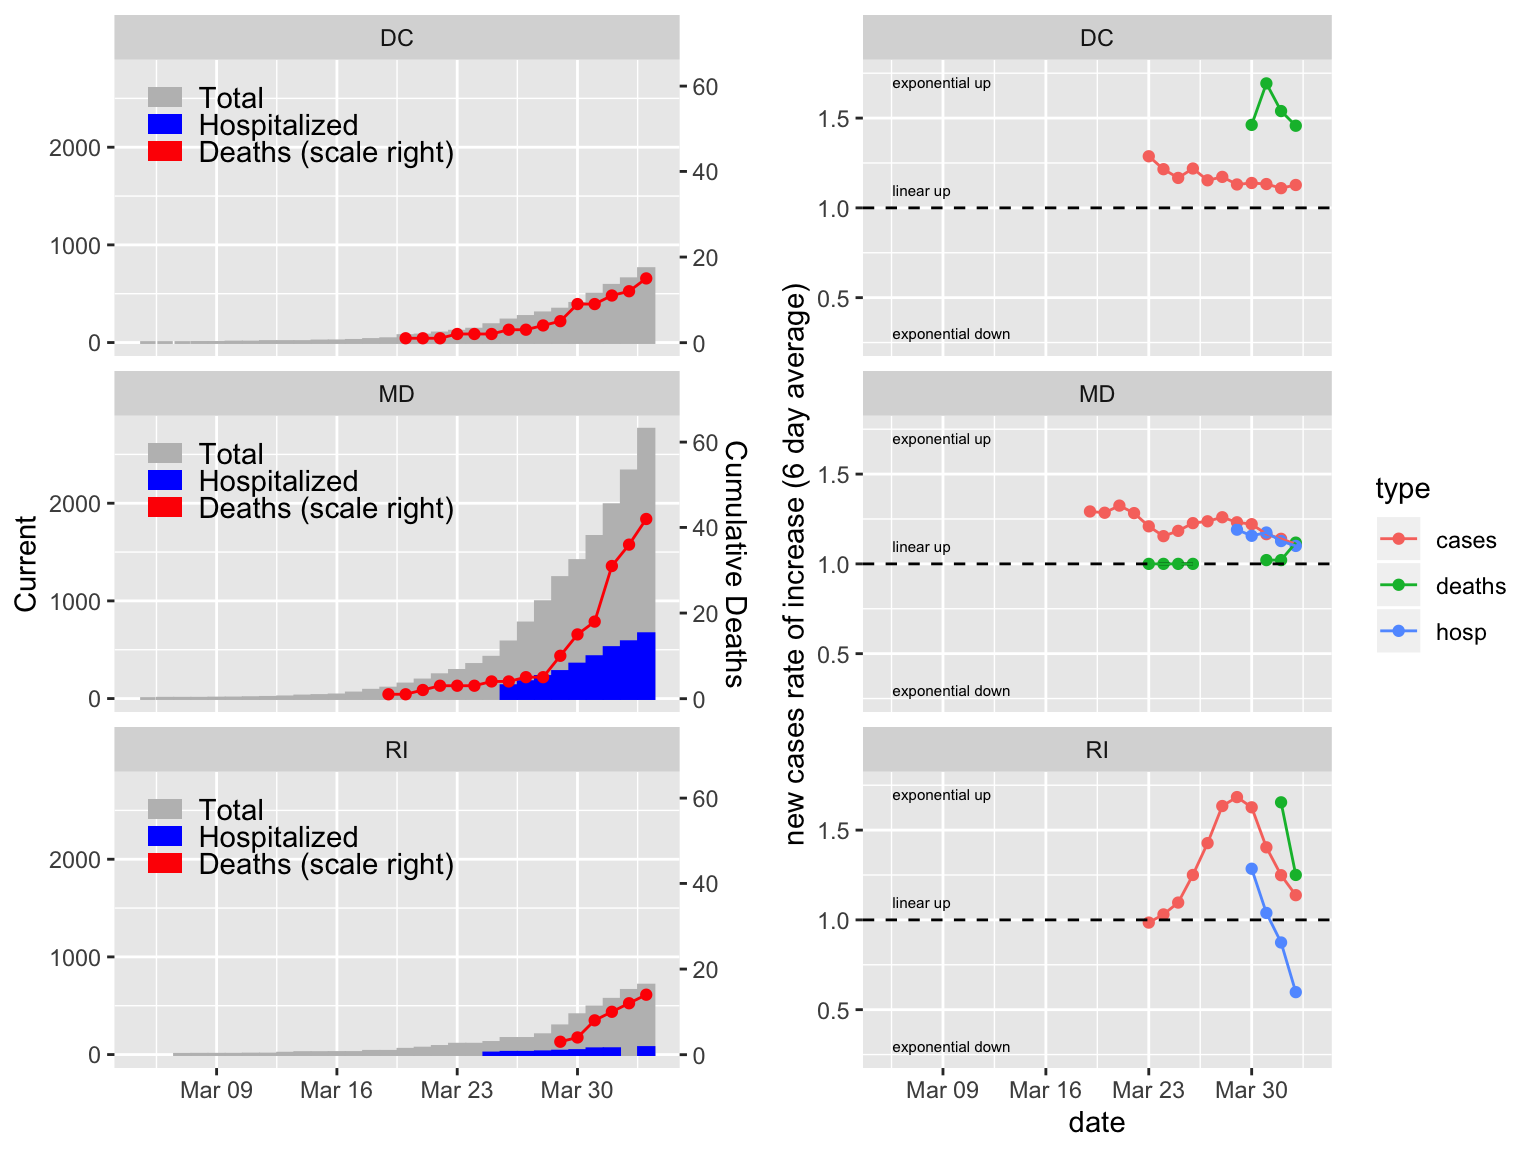 DC
Total
Hospitalized
Deaths (scale right)
2000
1000
0
60
40
20
0
MD
Total
Hospitalized
Deaths (scale right)
2000
1000
0
60
40
20
0
RI
Total
Hospitalized
Deaths (scale right)
2000
1000
0
60
40
20
0
Mar 09
Mar 16
Mar 23
Mar 30
Current
Cumulative Deaths
DC
exponential up
linear up
exponential down
1.5
1.0
0.5
MD
exponential up
linear up
exponential down
1.5
1.0
0.5
RI
exponential up
linear up
exponential down
1.5
1.0
0.5
Mar 09
Mar 16
Mar 23
Mar 30
date
new cases rate of increase (6 day average)
type
cases
deaths
hosp